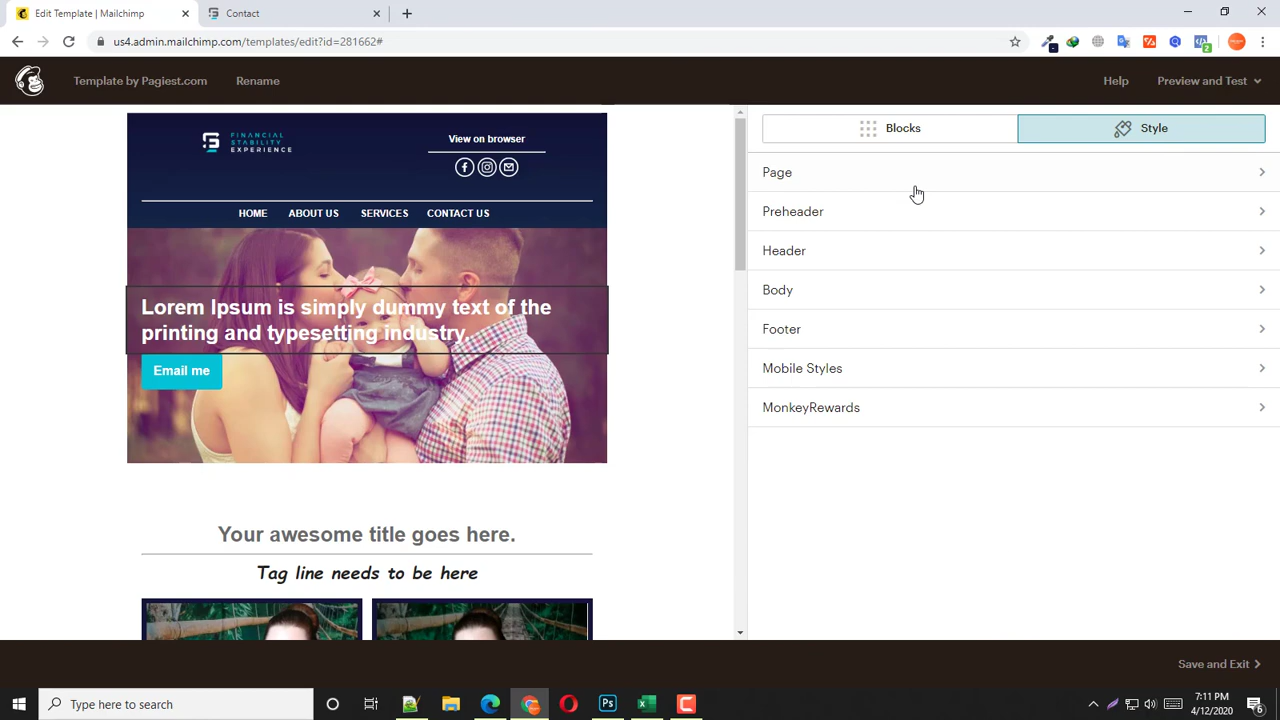 Edit Template | Mailchimp
Contact
us4.admin.mailchimp.com/templates/edit?id=281662#
Template by Pagiest.com
Rename
Help
Preview and Test
FINANCIAL
STABILITY
EXPERIENCE
View on browser
HOME
ABOUT US
SERVICES
CONTACT US
Lorem Ipsum is simply dummy text of the
printing and typesetting industry.
Email me
Your awesome title goes here.
Tag line needs to be here
Blocks
Style
Page
Preheader
Header
Body
Footer
Mobile Styles
MonkeyRewards
Save and Exit
Type here to search
Ps
7:11 PM
4/12/2020
6